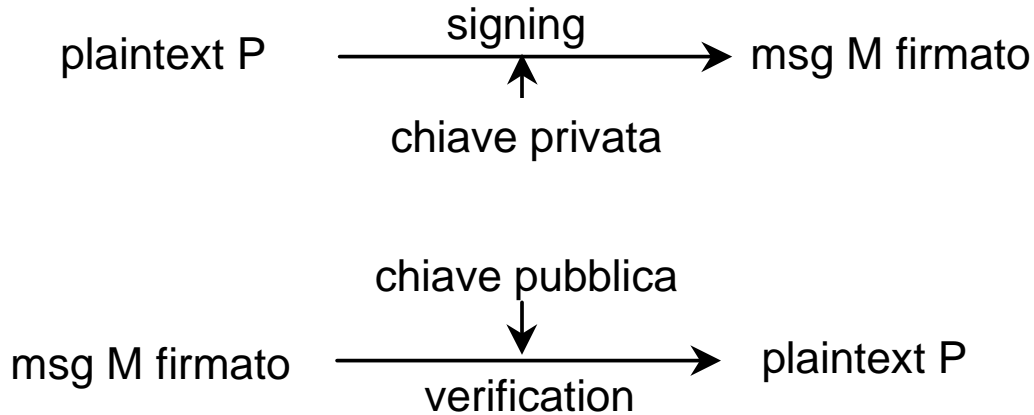 signing
plaintext P
msg M firmato
chiave privata
chiave pubblica
msg M firmato
plaintext P
verification